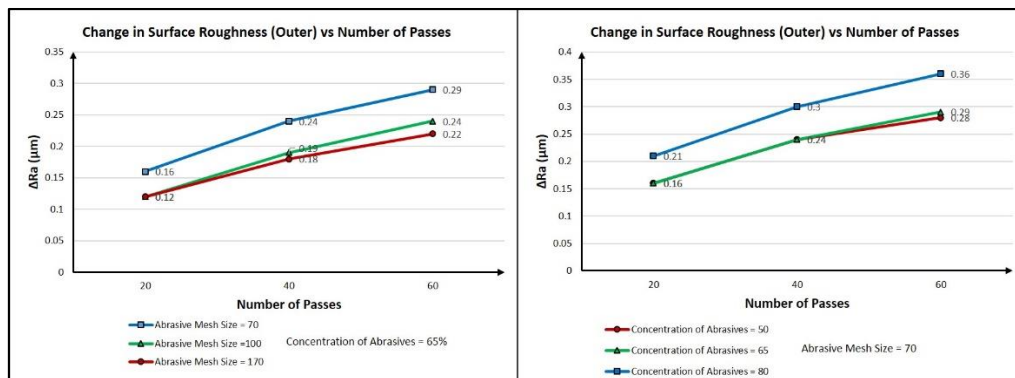 Change in Surface Roughness (Outer) vs Number of Passes
0.35
0.3
0.25
0.2
0.15
0.1
0.05
0
ΔRa (μm)
0.16
0.24
0.29
0.12
0.19
0.18
0.24
0.22
20
40
60
Number of Passes
Abrasive Mesh Size = 70
Abrasive Mesh Size =100
Abrasive Mesh Size = 170
Concentration of Abrasives = 65%
Change in Surface Roughness (Outer) vs Number of Passes
0.4
0.35
0.3
0.25
0.2
0.15
0.1
0.05
0
ΔRa (μm)
0.21
0.3
0.36
0.16
0.24
0.29
0.28
20
40
60
Number of Passes
Concentration of Abrasives = 50
Concentration of Abrasives = 65
Concentration of Abrasives = 80
Abrasive Mesh Size = 70